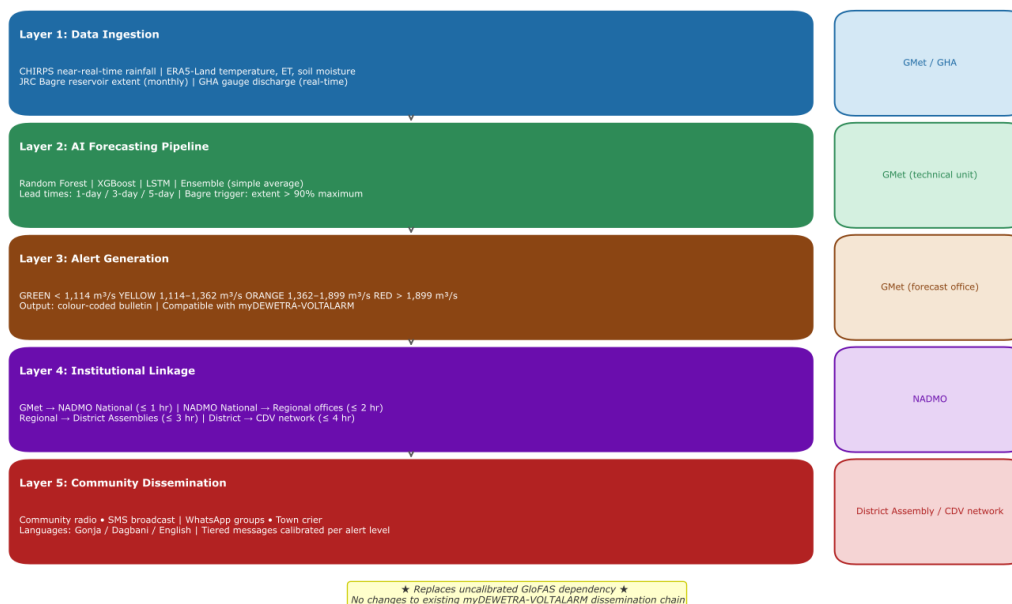 Layer 1: Data Ingestion
CHIRPS near-real-time rainfall | ERA5-Land temperature, ET, soil moisture
JRC Bagre reservoir extent (monthly) | GHA gauge discharge (real-time)
GMet / GHA
Layer 2: AI Forecasting Pipeline
Random Forest | XGBoost | LSTM | Ensemble (simple average)
Lead times: 1-day / 3-day / 5-day | Bagre trigger: extent > 90% maximum
GMet (technical unit)
Layer 3: Alert Generation
GREEN < 1,114 m³/s YELLOW 1,114–1,362 m³/s ORANGE 1,362–1,899 m³/s RED > 1,899 m³/s
Output: colour-coded bulletin | Compatible with myDEWETRA-VOLTALARM
GMet (forecast office)
Layer 4: Institutional Linkage
GMet → NADMO National (≤ 1 hr) | NADMO National → Regional offices (≤ 2 hr)
Regional → District Assemblies (≤ 3 hr) | District → CDV network (≤ 4 hr)
NADMO
Layer 5: Community Dissemination
Community radio • SMS broadcast | WhatsApp groups • Town crier
Languages: Gonja / Dagbani / English | Tiered messages calibrated per alert level
District Assembly / CDV network
★ Replaces uncalibrated GloFAS dependency ★
No changes to existing myDEWETRA-VOLTALARM dissemination chain